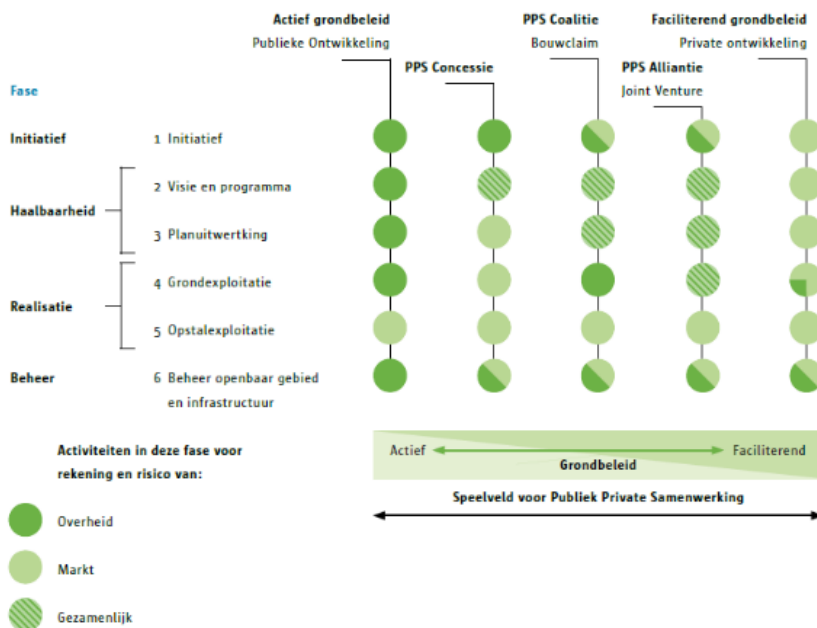 Actief grondbeleid
Publieke Ontwikkeling
PPS Concessie
PPS Coalitie
Bouwclaim
PPS Alliantie
Joint Venture
Faciliterend grondbeleid
Private ontwikkeling
Fase
Initiatief
1 Initiatief
Haalbaarheid
2 Visie en programma
3 Planuitwertking
Realisatie
4 Grondexploitatie
5 Opstalexploitatie
Beheer
6 Beheer openbaar gebied
en infrastructuur
Activiteiten in deze fase voor
rekening en risico van:
Overheid
Markt
Gezamenlijk
Actief
Faciliterend
Grondbeleid
Speelveld voor Publiek Private Samenwerking